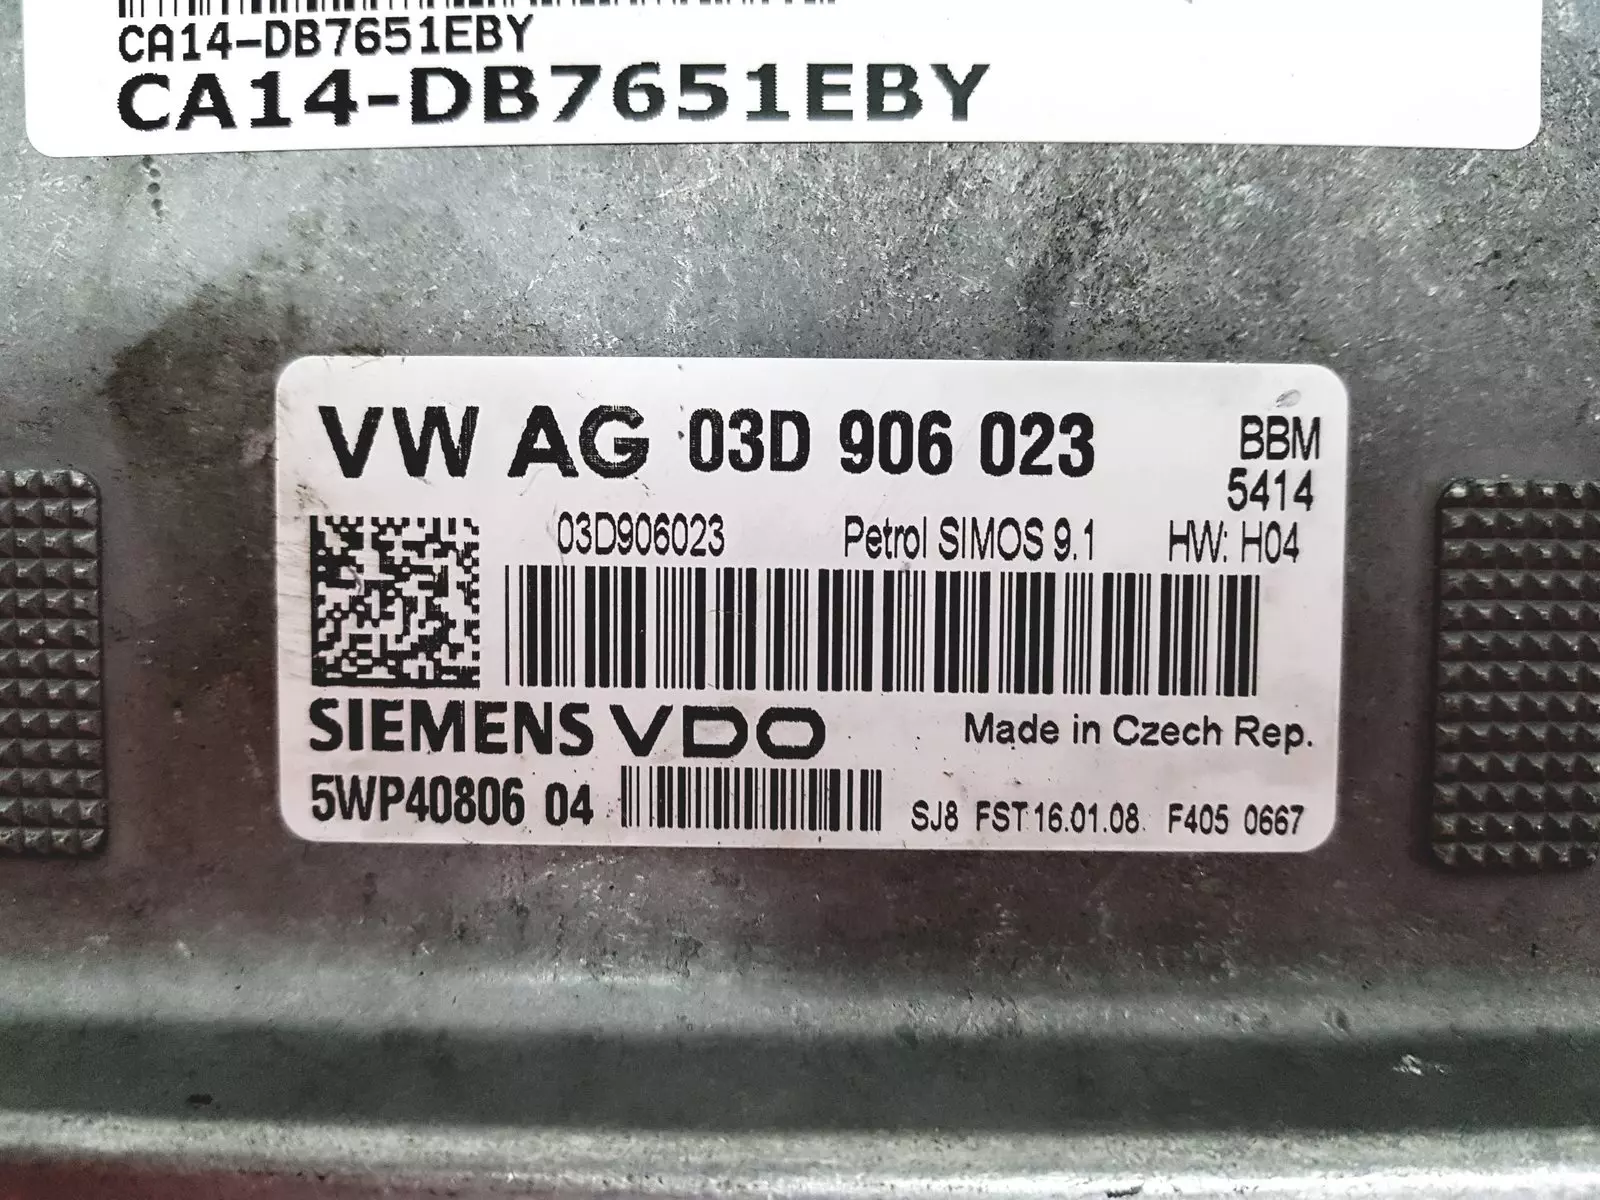 CA14-DB7651EBY
CA14-DB7651EBY
VW AG 03D 906 023 BBM
5414
03D906023 Petrol SIMOS 9.1 HW: H04
SIEMENS VDO Made in Czech Rep.
5WP40806 04 SJ8 FST 16.01.08 F405 0667